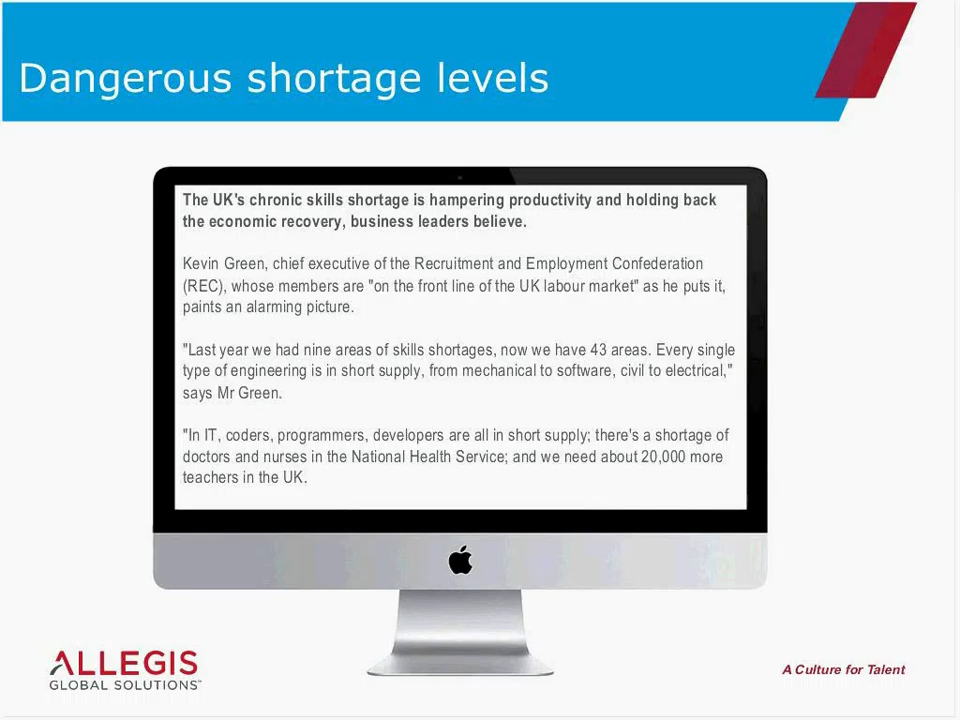 Dangerous shortage levels
The UK's chronic skills shortage is hampering productivity and holding back
the economic recovery, business leaders believe.
Kevin Green, chief executive of the Recruitment and Employment Confederation
(REC), whose members are "on the front line of the UK labour market" as he puts it,
paints an alarming picture.
"Last year we had nine areas of skills shortages, now we have 43 areas. Every single
type of engineering is in short supply, from mechanical to software, civil to electrical,"
says Mr Green.
"In IT, coders, programmers, developers are all in short supply; there's a shortage of
doctors and nurses in the National Health Service; and we need about 20,000 more
teachers in the UK.
ALLEGIS
GLOBAL SOLUTIONS™
A Culture for Talent